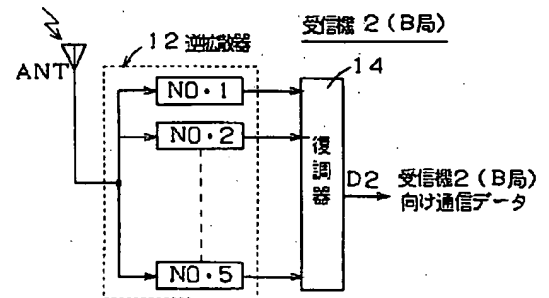 受信機2(B局)
12 逆拡散器
14
ANT
NO・1
NO・2
復調器
D2
受信機2(B局)
向け通信データ
NO・5